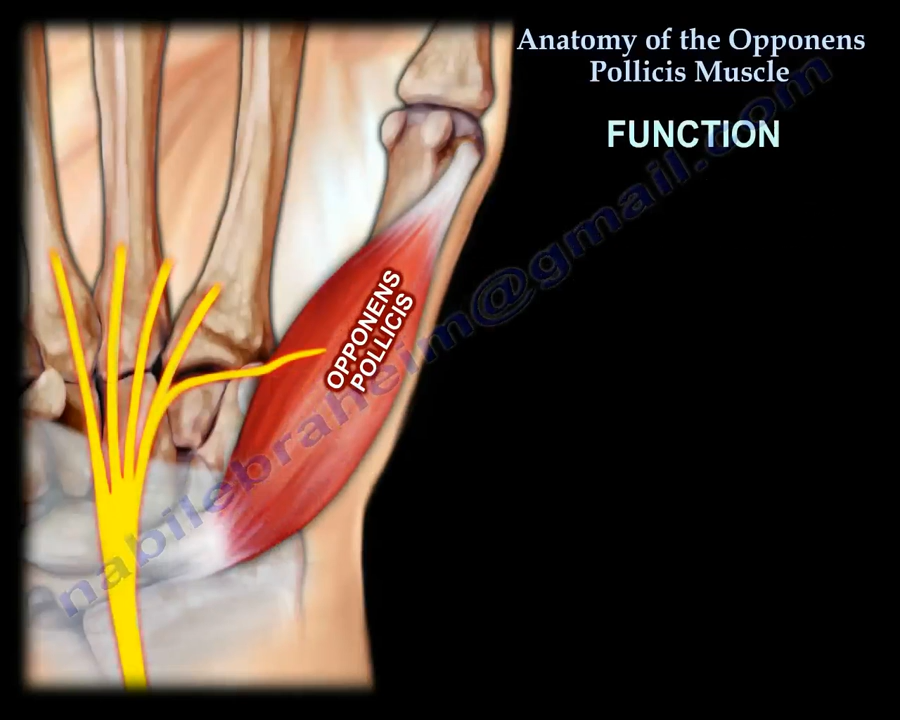 Anatomy of the Opponens
Pollicis Muscle
FUNCTION
OPPONENS
POLLICIS
nabilebraheim@gmail.com